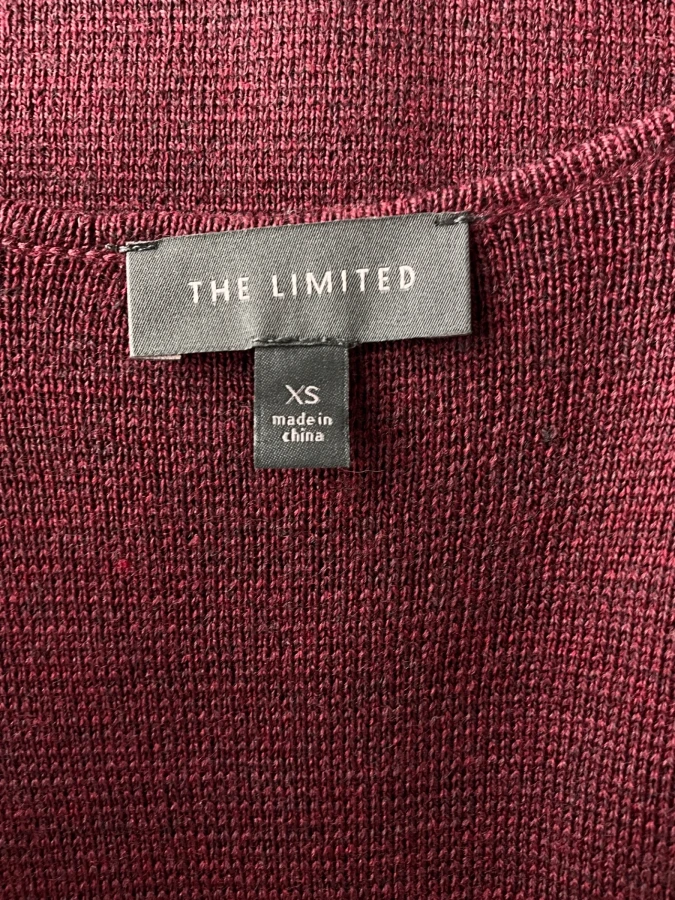 THE LIMITED
XS
made in
china